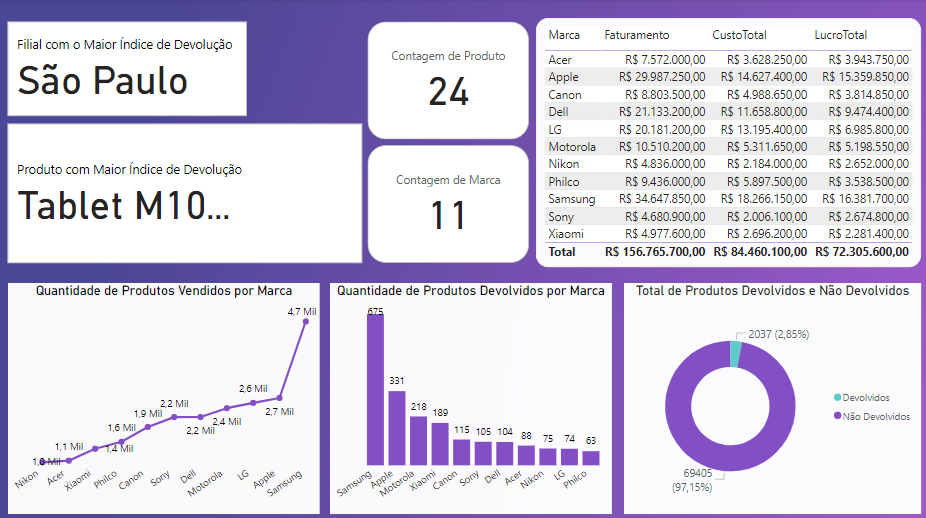 Filial com o Maior Índice de Devolução
São Paulo
Produto com Maior Índice de Devolução
Tablet M10...
Contagem de Produto
24
Contagem de Marca
11
Marca Faturamento CustoTotal LucroTotal
Acer R$ 7.572.000,00 R$ 3.628.250,00 R$ 3.943.750,00
Apple R$ 29.987.250,00 R$ 14.627.400,00 R$ 15.359.850,00
Canon R$ 8.803.500,00 R$ 4.988.650,00 R$ 3.814.850,00
Dell R$ 21.133.200,00 R$ 11.658.800,00 R$ 9.474.400,00
LG R$ 20.181.200,00 R$ 13.195.400,00 R$ 6.985.800,00
Motorola R$ 10.510.200,00 R$ 5.311.650,00 R$ 5.198.550,00
Nikon R$ 4.836.000,00 R$ 2.184.000,00 R$ 2.652.000,00
Philco R$ 9.436.000,00 R$ 5.897.500,00 R$ 3.538.500,00
Samsung R$ 34.647.850,00 R$ 18.266.150,00 R$ 16.381.700,00
Sony R$ 4.680.900,00 R$ 2.006.100,00 R$ 2.674.800,00
Xiaomi R$ 4.977.600,00 R$ 2.696.200,00 R$ 2.281.400,00
Total R$ 156.765.700,00 R$ 84.460.100,00 R$ 72.305.600,00
Quantidade de Produtos Vendidos por Marca
4,7 Mil
2,6 Mil
2,2 Mil
1,9 Mil
2,7 Mil
2,4 Mil
1,6 Mil
2,2 Mil
1,1 Mil
1,4 Mil
Mil
Nikon Acer Xiaomi Philco Canon Sony Dell Motorola LG Apple Samsung
Quantidade de Produtos Devolvidos por Marca
675
331
218
189
115 105 104 88 75 74 63
Samsung Apple Motorola Xiaomi Canon Sony Dell Acer Nikon LG Philco
Total de Produtos Devolvidos e Não Devolvidos
2037 (2,85%)
Devolvidos
Não Devolvidos
69405
(97,15%)